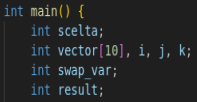 int main() {
int scelta;
int vector[10], i, j, k;
int swap_var;
int result;